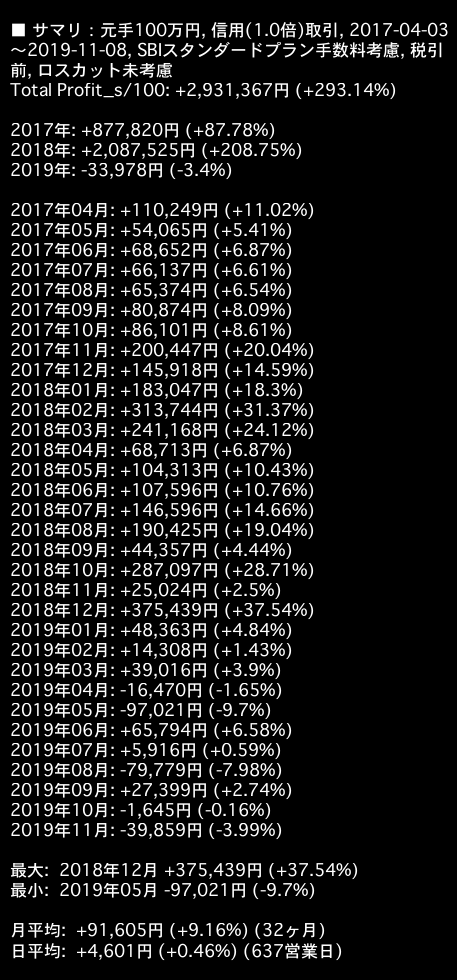 ■ サマリ：元手100万円, 信用(1.0倍)取引, 2017-04-03
〜2019-11-08, SBIスタンダードプラン手数料考慮, 税引
前, ロスカット未考慮
Total Profit_s/100: +2,931,367円 (+293.14%)
2017年: +877,820円 (+87.78%)
2018年: +2,087,525円 (+208.75%)
2019年: -33,978円 (-3.4%)
2017年04月: +110,249円 (+11.02%)
2017年05月: +54,065円 (+5.41%)
2017年06月: +68,652円 (+6.87%)
2017年07月: +66,137円 (+6.61%)
2017年08月: +65,374円 (+6.54%)
2017年09月: +80,874円 (+8.09%)
2017年10月: +86,101円 (+8.61%)
2017年11月: +200,447円 (+20.04%)
2017年12月: +145,918円 (+14.59%)
2018年01月: +183,047円 (+18.3%)
2018年02月: +313,744円 (+31.37%)
2018年03月: +241,168円 (+24.12%)
2018年04月: +68,713円 (+6.87%)
2018年05月: +104,313円 (+10.43%)
2018年06月: +107,596円 (+10.76%)
2018年07月: +146,596円 (+14.66%)
2018年08月: +190,425円 (+19.04%)
2018年09月: +44,357円 (+4.44%)
2018年10月: +287,097円 (+28.71%)
2018年11月: +25,024円 (+2.5%)
2018年12月: +375,439円 (+37.54%)
2019年01月: +48,363円 (+4.84%)
2019年02月: +14,308円 (+1.43%)
2019年03月: +39,016円 (+3.9%)
2019年04月: -16,470円 (-1.65%)
2019年05月: -97,021円 (-9.7%)
2019年06月: +65,794円 (+6.58%)
2019年07月: +5,916円 (+0.59%)
2019年08月: -79,779円 (-7.98%)
2019年09月: +27,399円 (+2.74%)
2019年10月: -1,645円 (-0.16%)
2019年11月: -39,859円 (-3.99%)
最大:  2018年12月 +375,439円 (+37.54%)
最小:  2019年05月 -97,021円 (-9.7%)
月平均:  +91,605円 (+9.16%) (32ヶ月)
日平均:  +4,601円 (+0.46%) (637営業日)